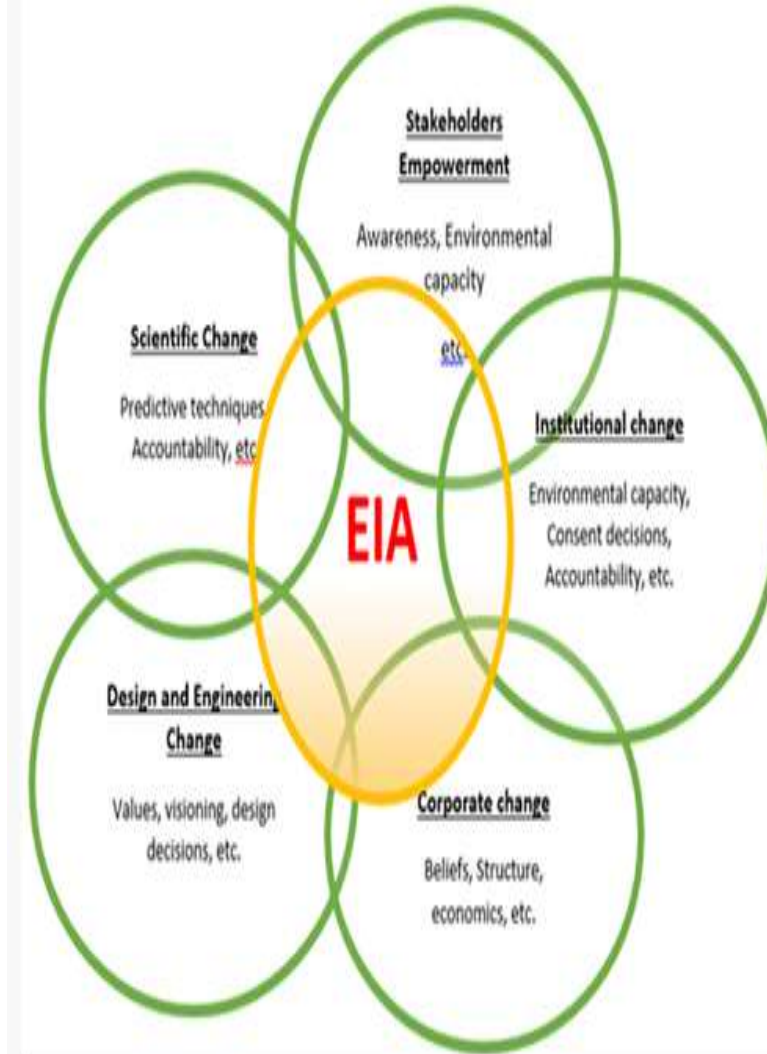 Stakeholders
Empowerment
Awareness, Environmental
capacity
etc.
Scientific Change
Predictive techniques
Accountability, etc
Institutional change
Environmental capacity,
Consent decisions,
Accountability, etc.
EIA
Design and Engineering
Change
Values, visioning, design
decisions, etc.
Corporate change
Beliefs, Structure,
economics, etc.